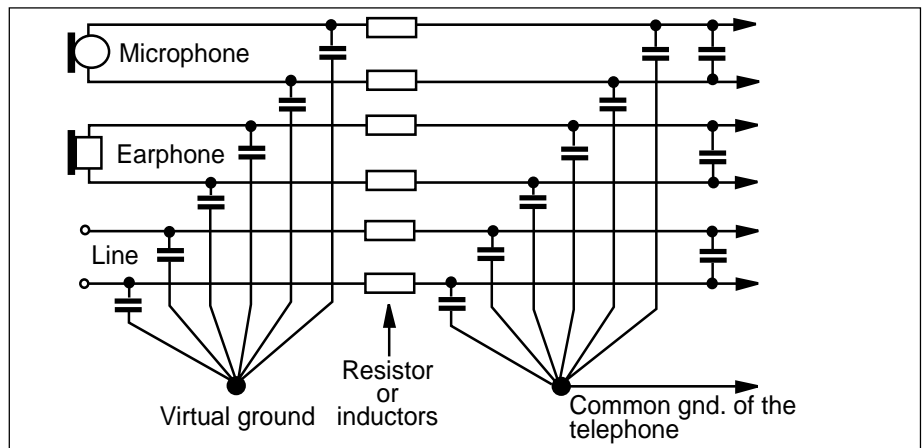 Microphone
Earphone
Line
Resistor
or
inductors
Virtual ground
Common gnd. of the
telephone